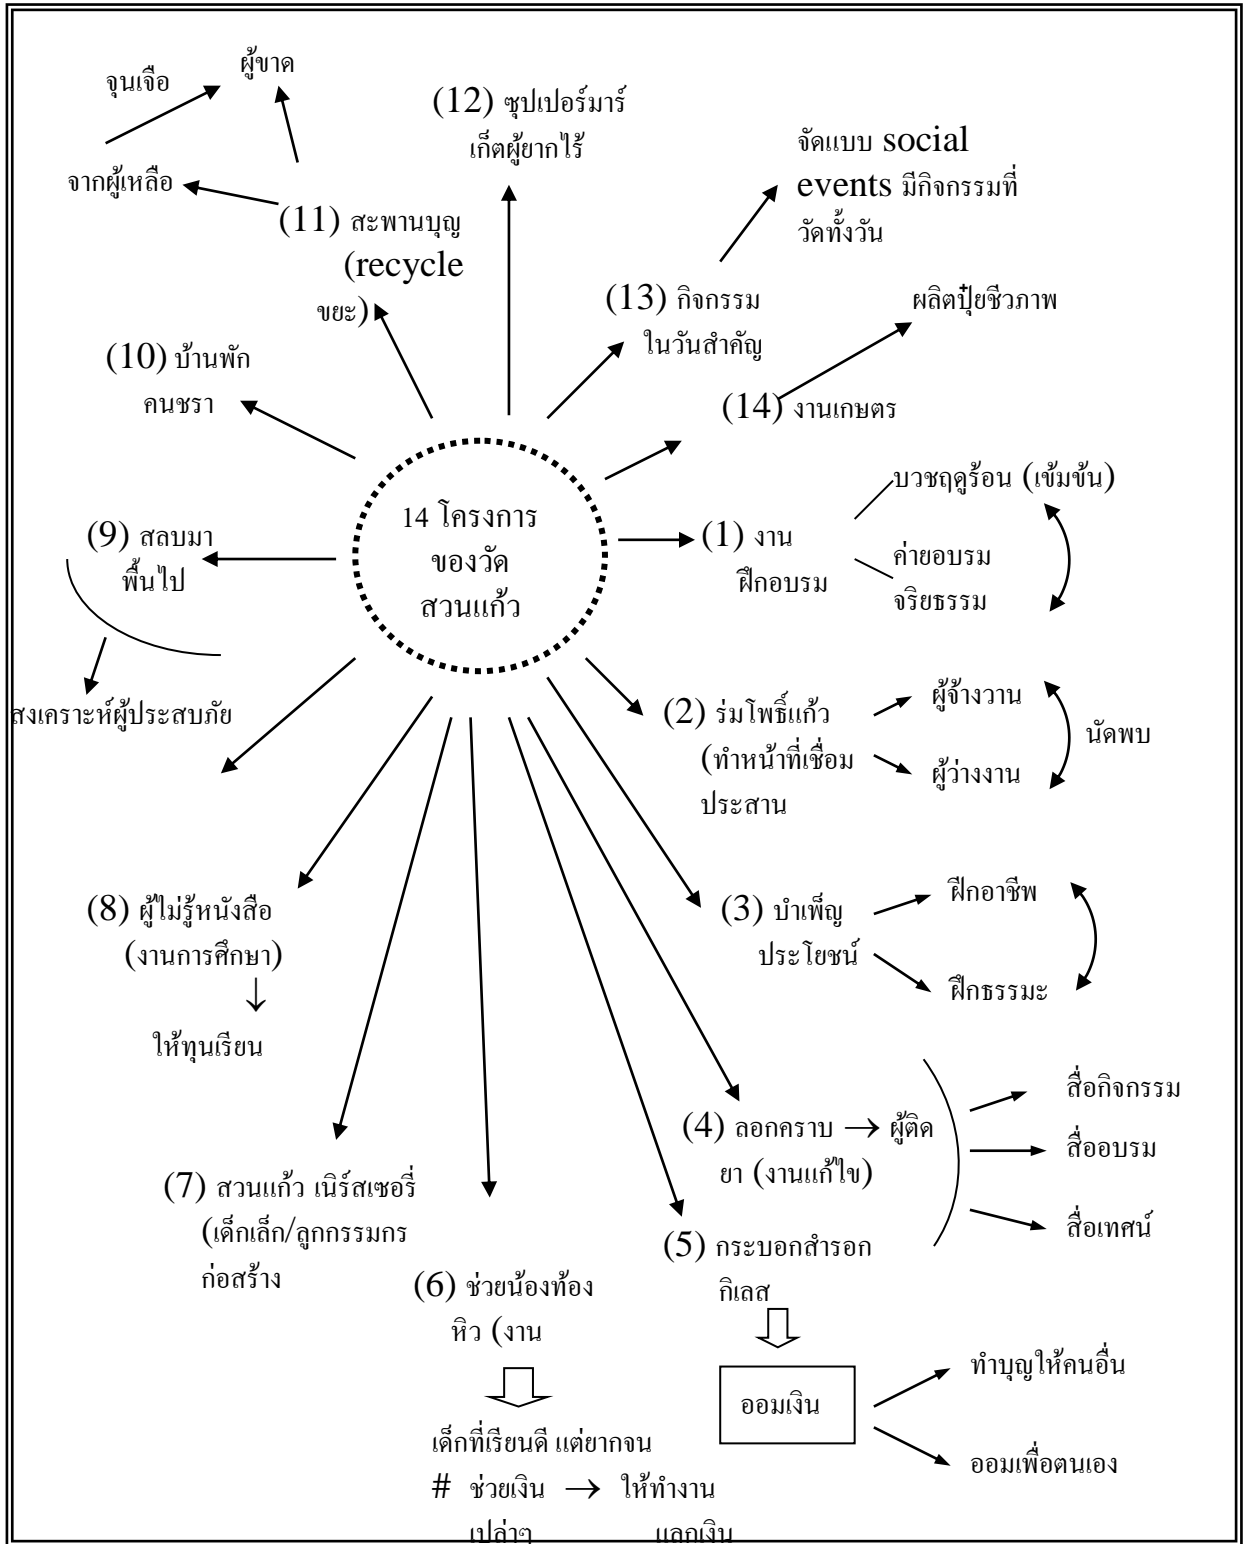 จุนเจือ
ผู้ขาด
จากผู้เหลือ
(11) สะพานบุญ
(recycle
ขยะ)
(12) ซุปเปอร์มาร์
เก็ตผู้ยากไร้
จัดแบบ social
events มีกิจกรรมที่
วัดทั้งวัน
(13) กิจกรรม
ในวันสำคัญ
ผลิตปุ๋ยชีวภาพ
(14) งานเกษตร
(10) บ้านพัก
คนชรา
14 โครงการ
ของวัด
สวนแก้ว
(1) งาน
ฝึกอบรม
บวชฤดูร้อน (เข้มข้น)
ค่ายอบรม
จริยธรรม
(9) สลบมา
พื้นไป
สงเคราะห์ผู้ประสบภัย
(2) ร่มโพธิ์แก้ว
(ทำหน้าที่เชื่อม
ประสาน
ผู้จ้างวาน
ผู้ว่างงาน
นัดพบ
(3) บำเพ็ญ
ประโยชน์
ฝึกอาชีพ
ฝึกธรรมะ
(8) ผู้ไม่รู้หนังสือ
(งานการศึกษา)
↓
ให้ทุนเรียน
(4) ลอกคราบ → ผู้ติด
ยา (งานแก้ไข)
สื่อกิจกรรม
สื่ออบรม
สื่อเทศน์
(7) สวนแก้ว เนิร์สเซอรี่
(เด็กเล็ก/ลูกกรรมกร
ก่อสร้าง
(5) กระบอกสำรอก
กิเลส
ออมเงิน
ทำบุญให้คนอื่น
ออมเพื่อตนเอง
(6) ช่วยน้องท้อง
หิว (งาน
เด็กที่เรียนดี แต่ยากจน
# ช่วยเงิน → ให้ทำงาน
เปล่าๆ แลกเงิน